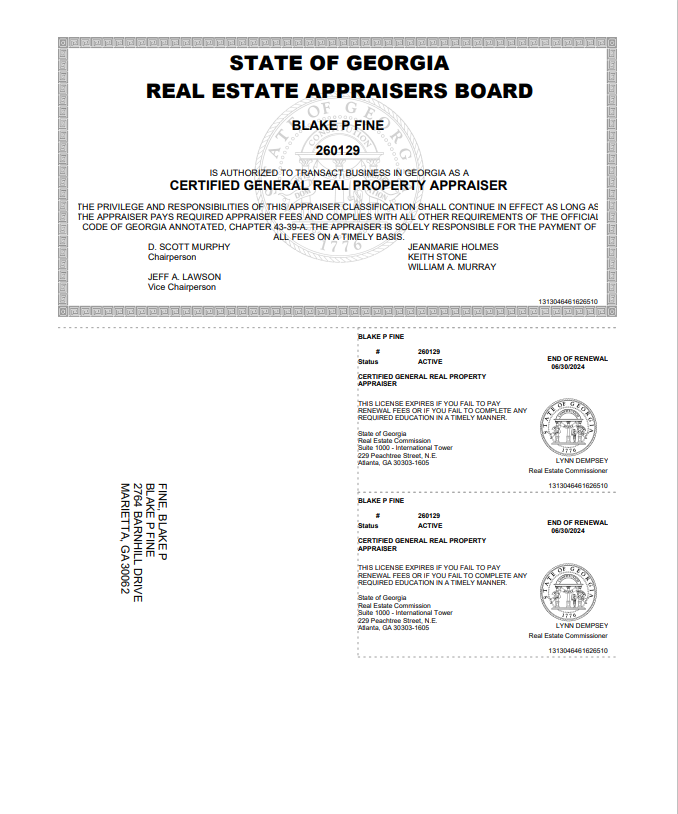 STATE OF GEORGIA
REAL ESTATE APPRAISERS BOARD
BLAKE P FINE
260129
IS AUTHORIZED TO TRANSACT BUSINESS IN GEORGIA AS A
CERTIFIED GENERAL REAL PROPERTY APPRAISER
THE PRIVILEGE AND RESPONSIBILITIES OF THIS APPRAISER CLASSIFICATION SHALL CONTINUE IN EFFECT AS LONG AS
THE APPRAISER PAYS REQUIRED APPRAISER FEES AND COMPLIES WITH ALL OTHER REQUIREMENTS OF THE OFFICIAL
CODE OF GEORGIA ANNOTATED, CHAPTER 43-39-A. THE APPRAISER IS SOLELY RESPONSIBLE FOR THE PAYMENT OF
ALL FEES ON A TIMELY BASIS.
D. SCOTT MURPHY
Chairperson
JEFF A. LAWSON
Vice Chairperson
JEANMARIE HOLMES
KEITH STONE
WILLIAM A. MURRAY
1313046461626510
STATE OF GEORGIA
CONSTITUTION
1776
FINE, BLAKE P
BLAKE P FINE
2764 BARNHILL DRIVE
MARIETTA, GA 30062
BLAKE P FINE
# 260129
Status ACTIVE
END OF RENEWAL
06/30/2024
CERTIFIED GENERAL REAL PROPERTY
APPRAISER
THIS LICENSE EXPIRES IF YOU FAIL TO PAY
RENEWAL FEES OR IF YOU FAIL TO COMPLETE ANY
REQUIRED EDUCATION IN A TIMELY MANNER.
State of Georgia
Real Estate Commission
Suite 1000 - International Tower
229 Peachtree Street, N.E.
Atlanta, GA 30303-1605
STATE OF GEORGIA
1776
LYNN DEMPSEY
Real Estate Commissioner
1313046461626510
BLAKE P FINE
# 260129
Status ACTIVE
END OF RENEWAL
06/30/2024
CERTIFIED GENERAL REAL PROPERTY
APPRAISER
THIS LICENSE EXPIRES IF YOU FAIL TO PAY
RENEWAL FEES OR IF YOU FAIL TO COMPLETE ANY
REQUIRED EDUCATION IN A TIMELY MANNER.
State of Georgia
Real Estate Commission
Suite 1000 - International Tower
229 Peachtree Street, N.E.
Atlanta, GA 30303-1605
STATE OF GEORGIA
1776
LYNN DEMPSEY
Real Estate Commissioner
1313046461626510